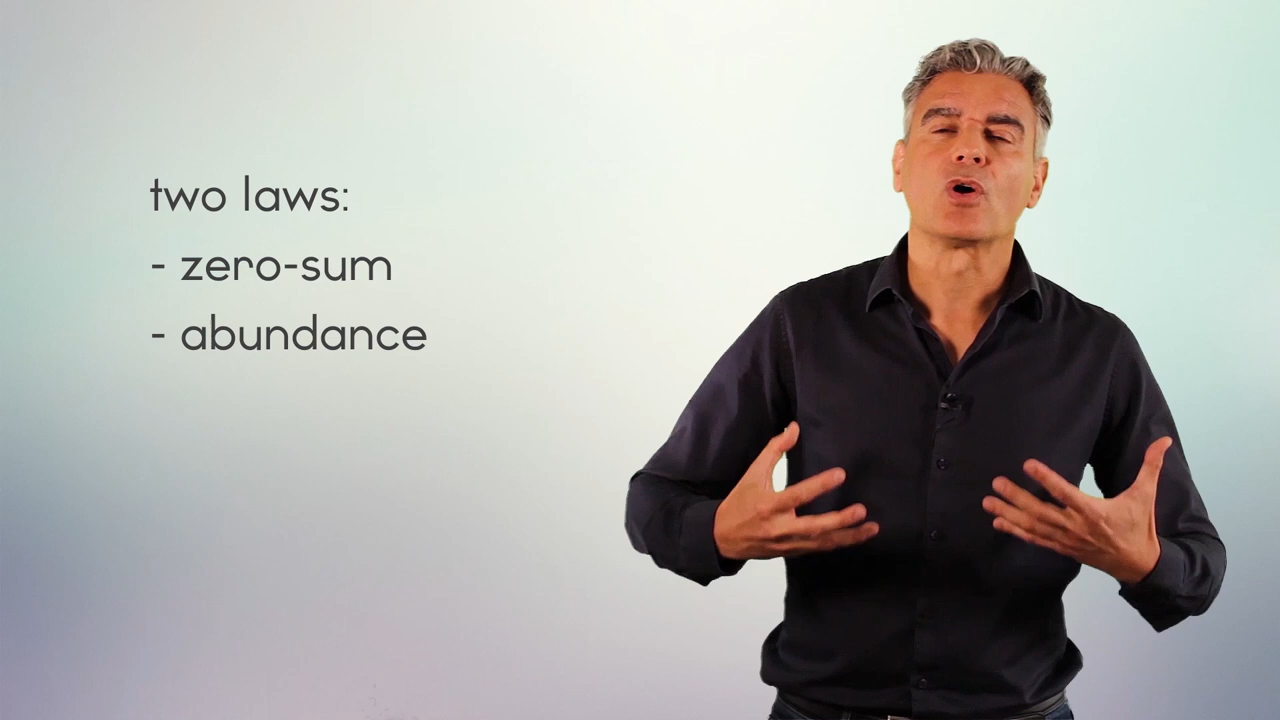 two laws:
- zero-sum
- abundance